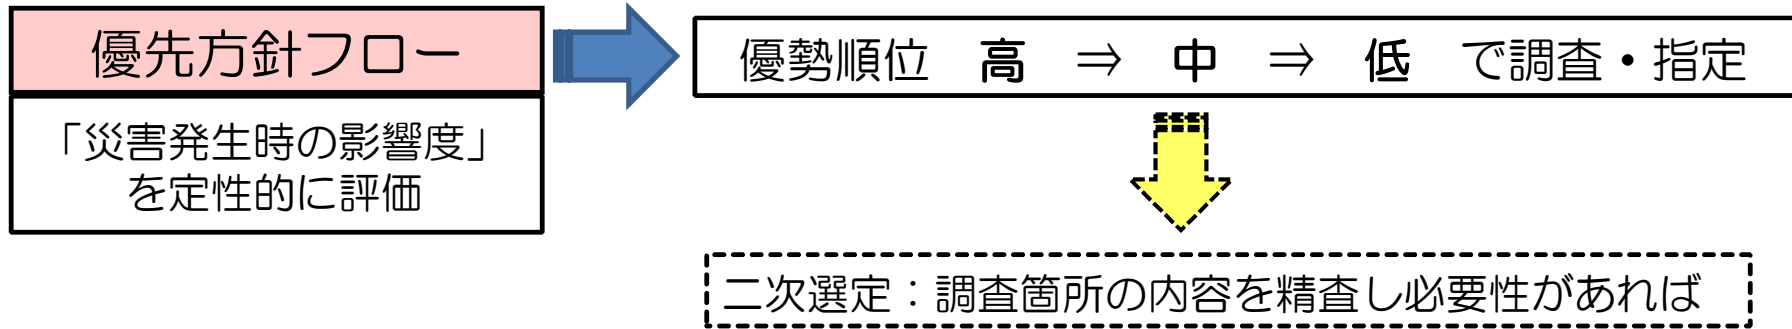 優先方針フロー
「災害発生時の影響度」
を定性的に評価
優勢順位 高 ⇒ 中 ⇒ 低 で調査・指定
二次選定：調査箇所の内容を精査し必要性があれば